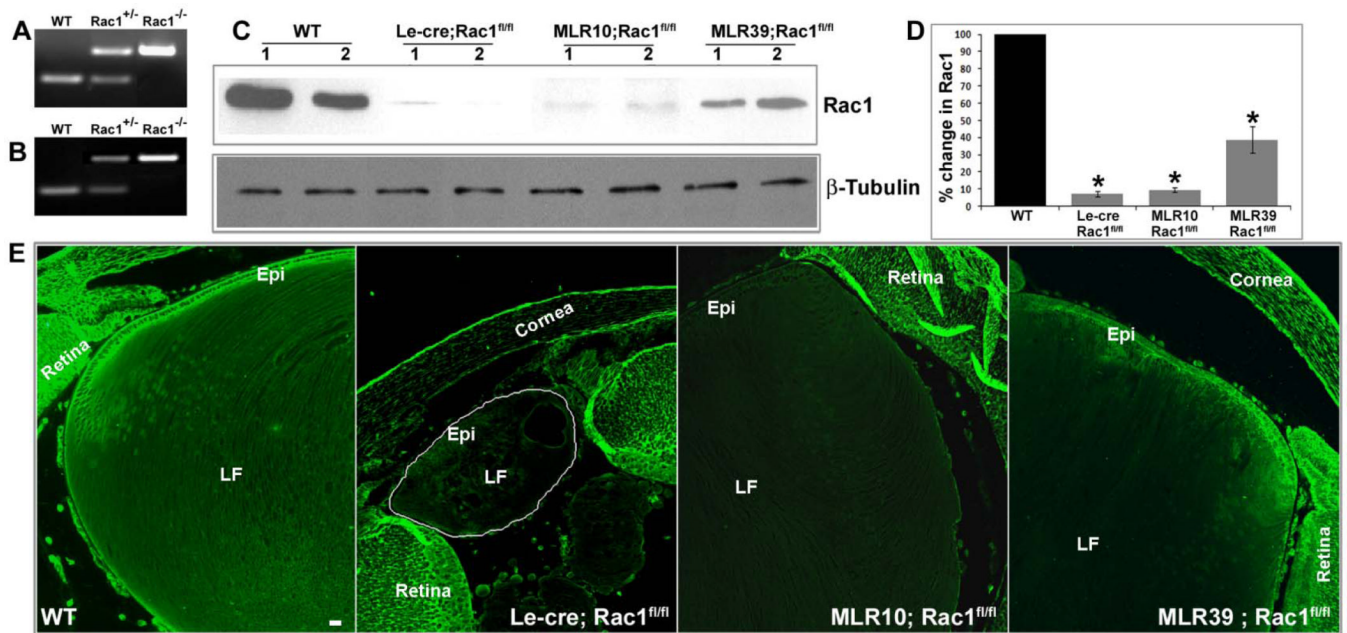 A
WT Rac1+/- Rac1-/-
B
WT Rac1+/- Rac1-/-
C
WT Le-cre;Rac1fl/fl MLR10;Rac1fl/fl MLR39;Rac1fl/fl
1 2 1 2 1 2 1 2
Rac1
β-Tubulin
D
% change in Rac1
100
90
80
70
60
50
40
30
20
10
0
* * *
WT Le-cre Rac1fl/fl MLR10 Rac1fl/fl MLR39 Rac1fl/fl
E
Epi
Retina
LF
WT
Cornea
Epi
LF
Retina
Le-cre; Rac1fl/fl
Retina
Epi
LF
MLR10; Rac1fl/fl
Cornea
Epi
LF
Retina
MLR39 ; Rac1fl/fl